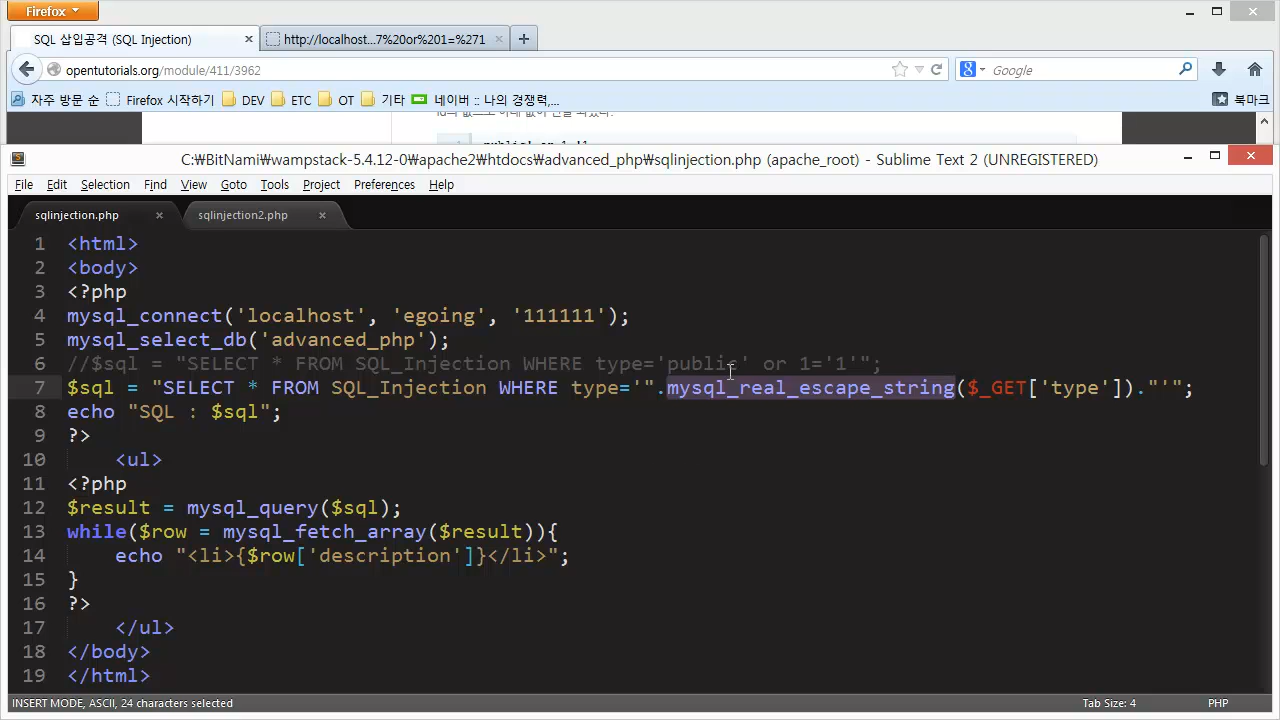 Firefox
SQL 삽입공격 (SQL Injection)
http://localhost...7%20or%201=%271
opentutorials.org/module/411/3962
Google
자주 방문 순
Firefox 시작하기
DEV
ETC
OT
기타
네이버 :: 나의 경쟁력,...
북마크
C:₩BitNami₩wampstack-5.4.12-0₩apache2₩htdocs₩advanced_php₩sqlinjection.php (apache_root) - Sublime Text 2 (UNREGISTERED)
File Edit Selection Find View Goto Tools Project Preferences Help
sqlinjection.php
sqlinjection2.php
1 <html>
2 <body>
3 <?php
4 mysql_connect('localhost', 'egoing', '111111');
5 mysql_select_db('advanced_php');
6 //$sql = "SELECT * FROM SQL_Injection WHERE type='public' or 1='1'";
7 $sql = "SELECT * FROM SQL_Injection WHERE type='".mysql_real_escape_string($_GET['type'])."'";
8 echo "SQL : $sql";
9 ?>
10 <ul>
11 <?php
12 $result = mysql_query($sql);
13 while($row = mysql_fetch_array($result)){
14 echo "<li>{$row['description']}</li>";
15 }
16 ?>
17 </ul>
18 </body>
19 </html>
INSERT MODE, ASCII, 24 characters selected
Tab Size: 4
PHP